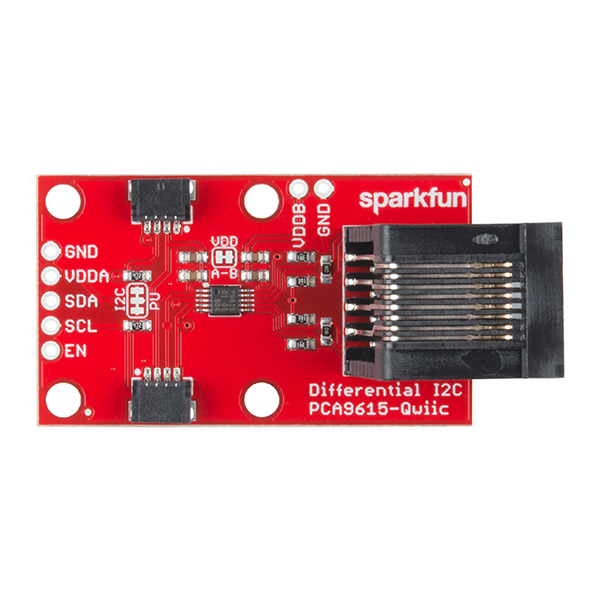 sparkfun
VDDB
GND
GND
VDDA
SDA
SCL
EN
VDD
A-B
I2C
PU
Differential I2C
PCA9615-Qwiic